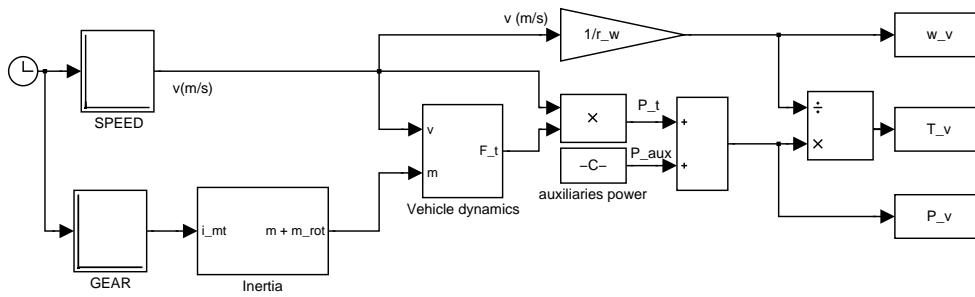 v (m/s)
1/r_w
w_v
v(m/s)
SPEED
P_t
×
+
÷
×
T_v
v
F_t
m
P_aux
–C–
+
auxiliaries power
Vehicle dynamics
P_v
i_mt
m + m_rot
GEAR
Inertia